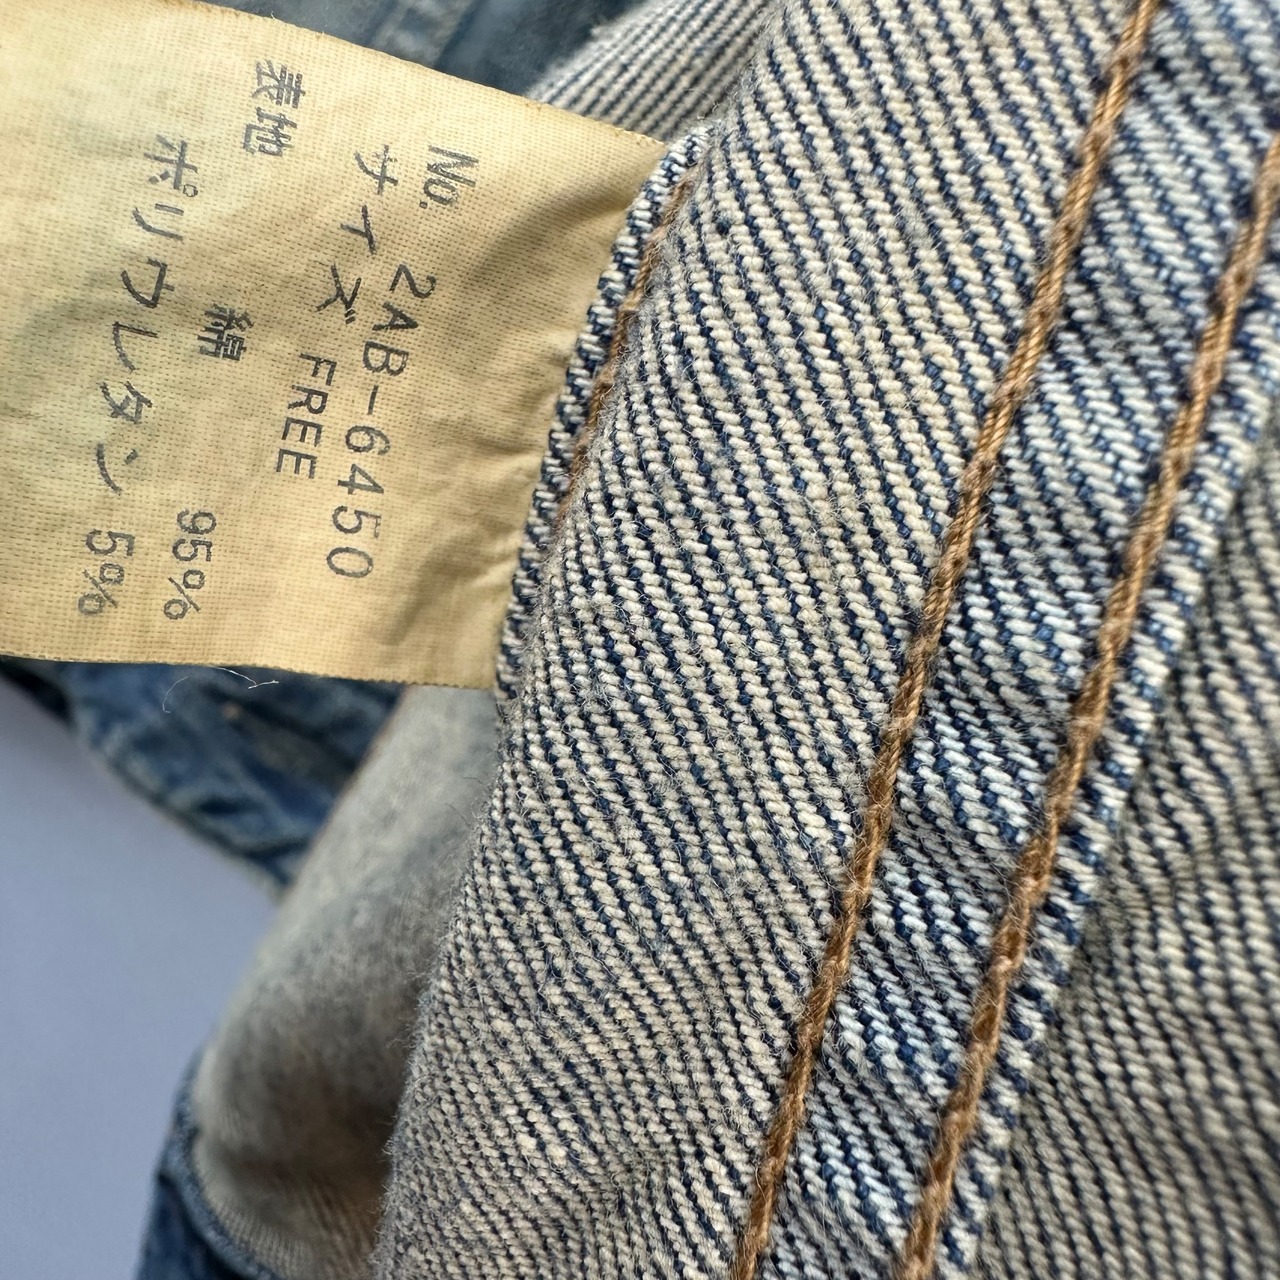 No. 2AB-6450
サイズ FREE
表地
綿 95%
ポリウレタン 5%